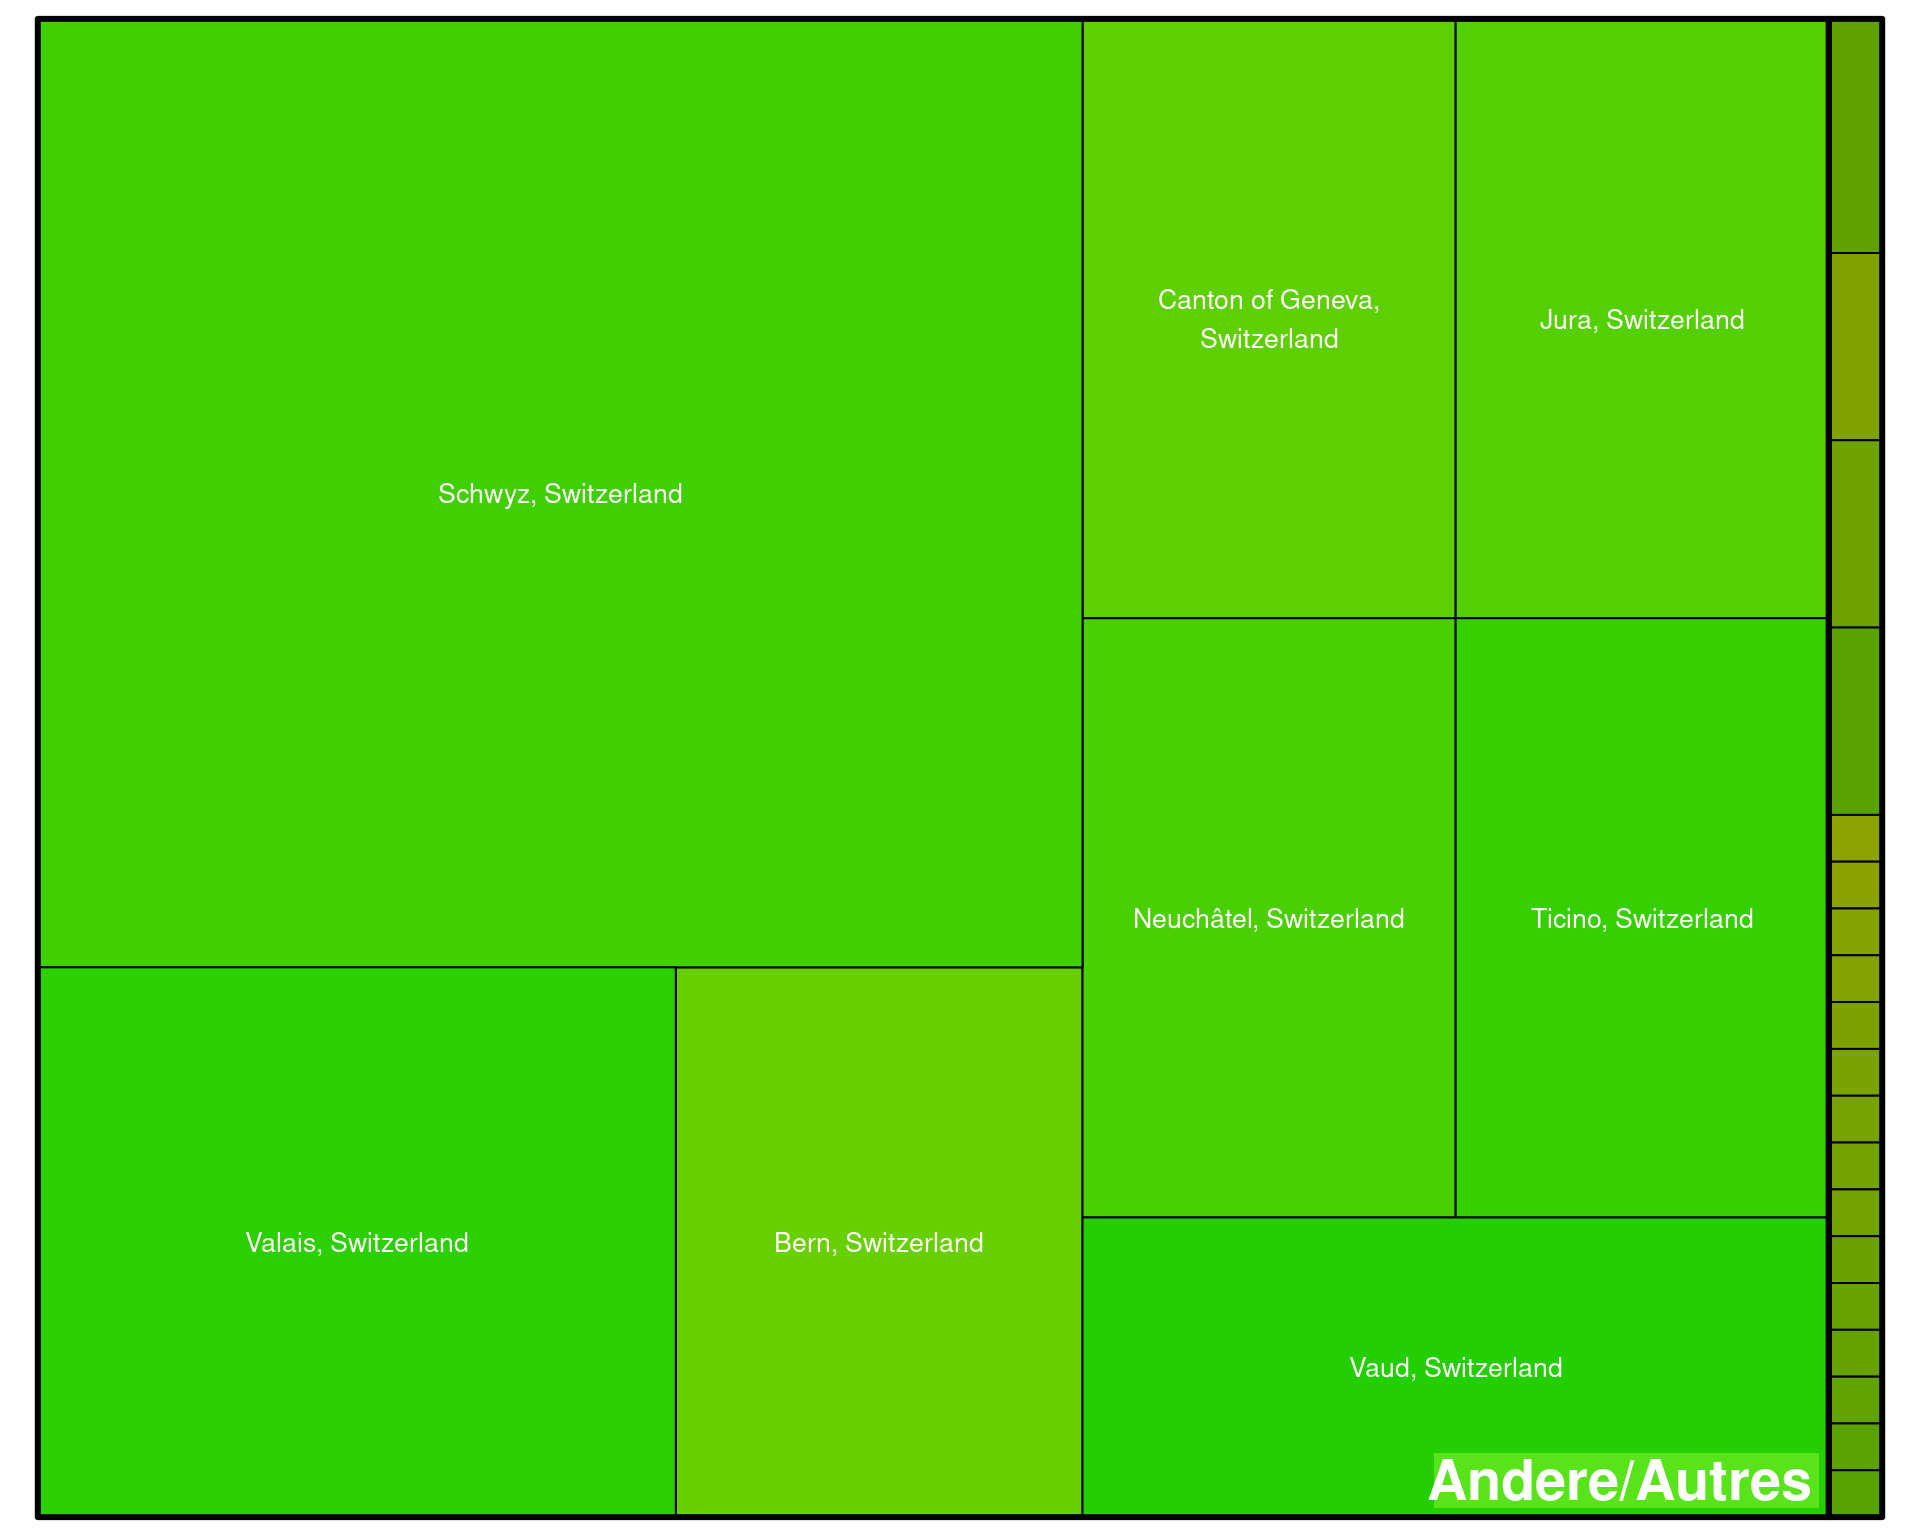 Canton of Geneva,
Switzerland
Jura, Switzerland
Schwyz, Switzerland
Neuchâtel, Switzerland
Ticino, Switzerland
Valais, Switzerland
Bern, Switzerland
Vaud, Switzerland
Andere/Autres